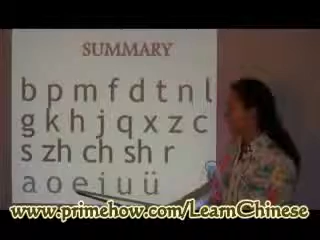 SUMMARY
b p m f d t n l
g k h j q x z c
s zh ch sh r
a o e i u ü
www.primehow.com/LearnChinese